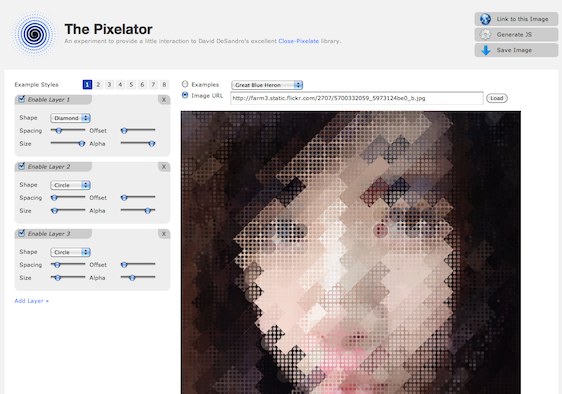 The Pixelator
An experiment to provide a little interaction to David DeSandro's excellent Close-Pixelate library.
Link to this Image
Generate JS
Save Image
Example Styles 1 2 3 4 5 6 7 8
Enable Layer 1 X
Shape Diamond
Spacing Offset
Size Alpha
Enable Layer 2 X
Shape Circle
Spacing Offset
Size Alpha
Enable Layer 3 X
Shape Circle
Spacing Offset
Size Alpha
Add Layer +
Examples Great Blue Heron
Image URL http://farm3.static.flickr.com/2707/5700332059_5973124be0_b.jpg Load